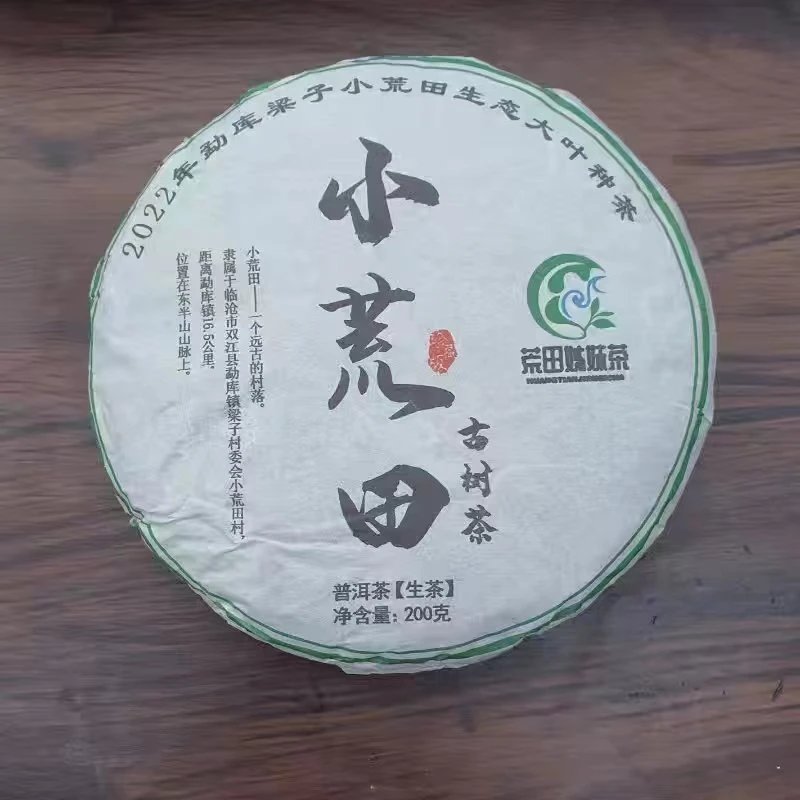 2022年勐库梁子小荒田生态大叶种茶
小荒田
古树茶
荒田姊妹茶
小荒田——一个远古的村落。
隶属于临沧市双江县勐库镇梁子村委会小荒田村,
距离勐库镇16.5公里。
位置在东半山山脉上。
普洱茶【生茶】
净含量:200克